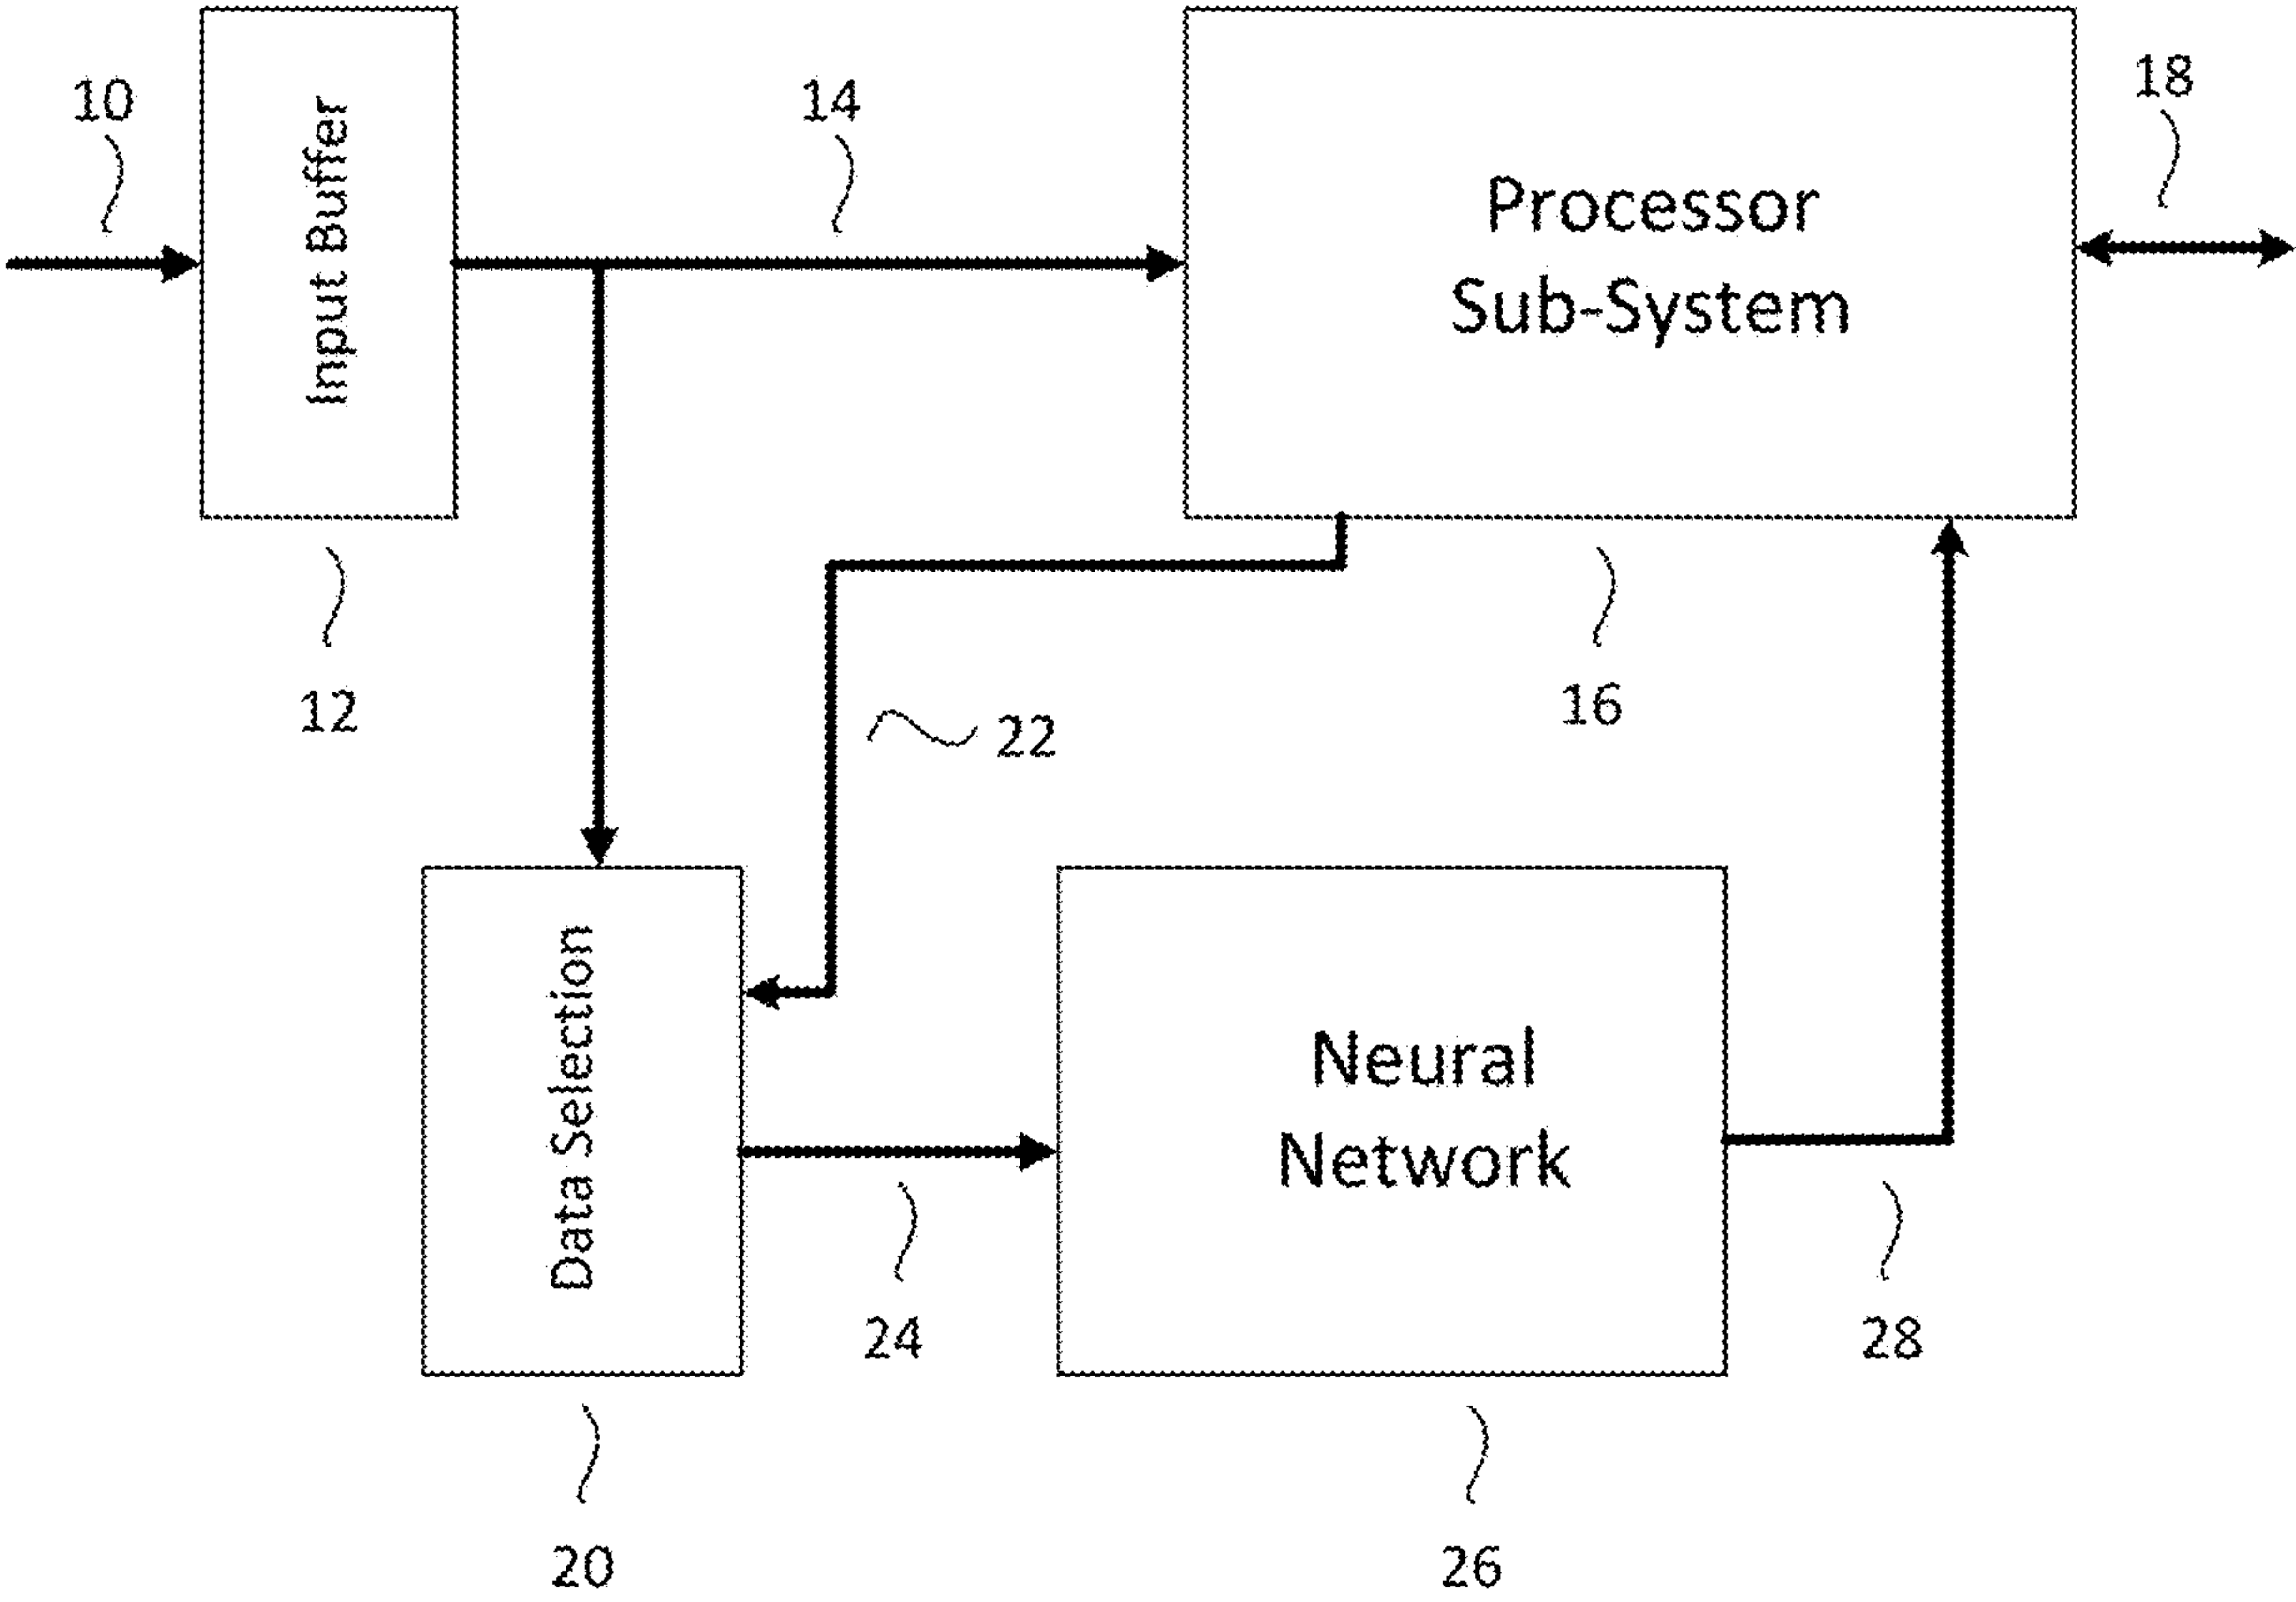 10
Input Buffer
14
Processor
Sub-System
18
12
22
16
Data Selection
Neural
Network
24
28
20
26